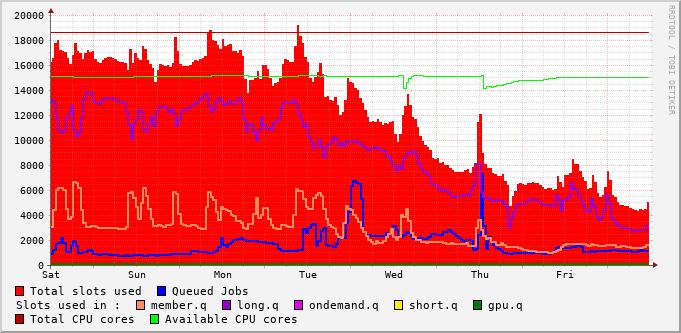 20000
18000
16000
14000
12000
10000
8000
6000
4000
2000
0
Sat Sun Mon Tue Wed Thu Fri
RRDTOOL / TOBI OETIKER
Total slots used Queued Jobs
Slots used in : member.q long.q ondemand.q short.q gpu.q
Total CPU cores Available CPU cores